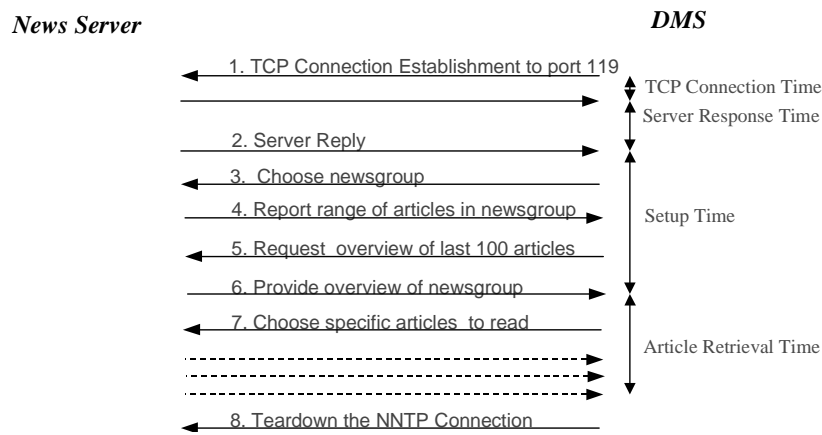 News Server
DMS
1. TCP Connection Establishment to port 119
TCP Connection Time
Server Response Time
2. Server Reply
3. Choose newsgroup
4. Report range of articles in newsgroup
Setup Time
5. Request overview of last 100 articles
6. Provide overview of newsgroup
7. Choose specific articles to read
Article Retrieval Time
8. Teardown the NNTP Connection